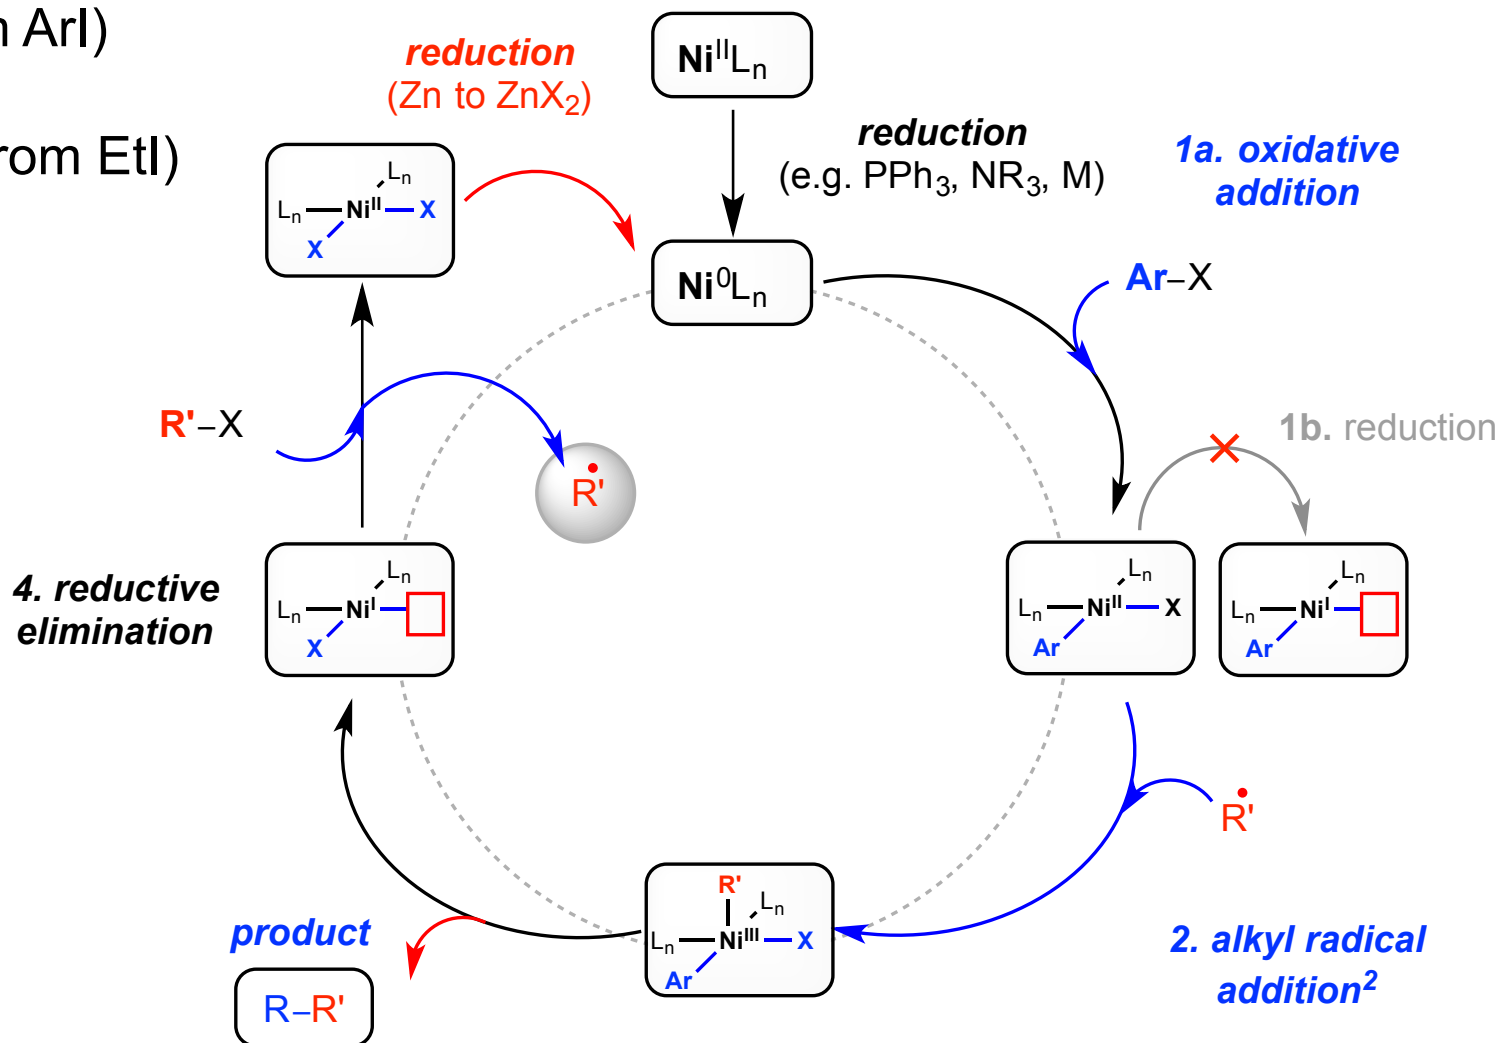 ArI)
rom EtI)
reduction
(Zn to ZnX2)
NiIILn
reduction
(e.g. PPh3, NR3, M)
1a. oxidative
addition
Ln
Ln NiII X
X
Ni0Ln
Ar–X
R'–X
R'
1b. reduction
4. reductive
elimination
Ln
Ln NiI
X
Ln
Ln NiII X
Ar
Ln
Ln NiI
Ar
R'
product
R–R'
R'
Ln
Ln NiIII X
Ar
2. alkyl radical
addition2